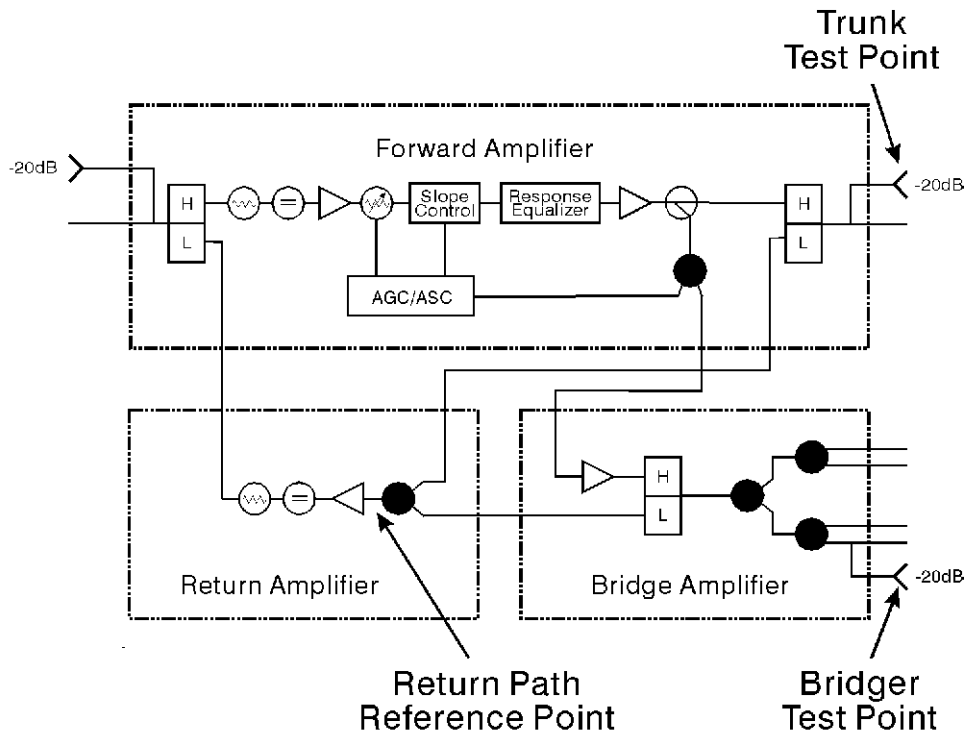 Trunk
Test Point
Forward Amplifier
-20dB
-20dB
H
L
Slope
Control
Response
Equalizer
H
L
AGC/ASC
H
L
Return Amplifier
Bridge Amplifier
-20dB
Return Path
Reference Point
Bridger
Test Point